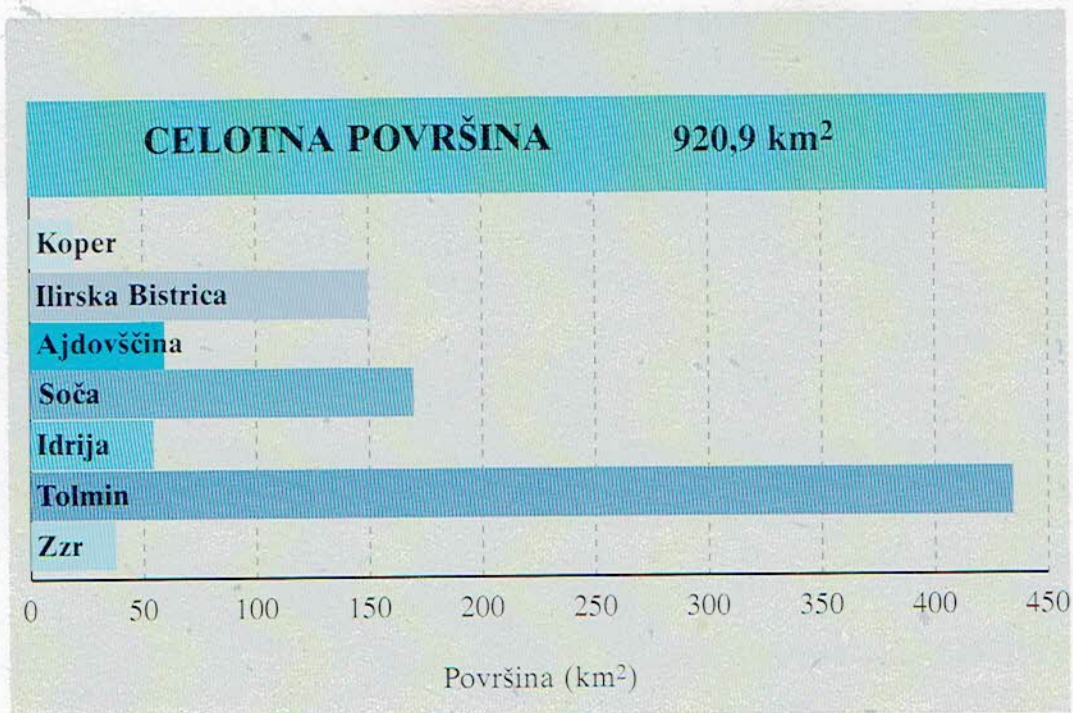 CELOTNA POVRŠINA 920,9 km²
Koper
Ilirska Bistrica
Ajdovščina
Soča
Idrija
Tolmin
Zzr
0 50 100 150 200 250 300 350 400 450
Površina (km²)